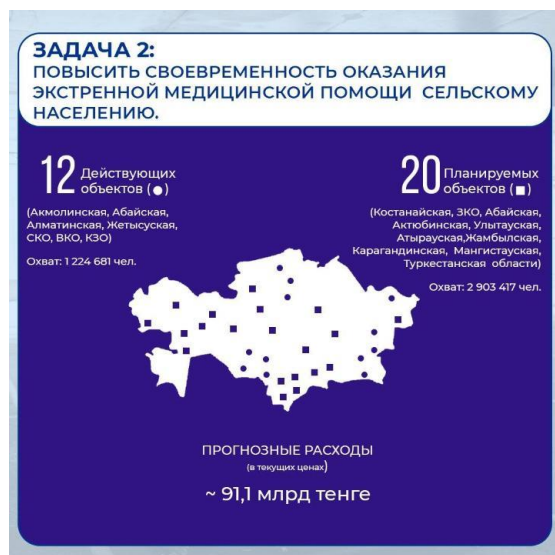 ЗАДАЧА 2:
ПОВЫСИТЬ СВОЕВРЕМЕННОСТЬ ОКАЗАНИЯ
ЭКСТРЕННОЙ МЕДИЦИНСКОЙ ПОМОЩИ СЕЛЬСКОМУ
НАСЕЛЕНИЮ.
12 Действующих
объектов (●)
(Акмолинская, Абайская,
Алматинская, Жетысуская,
СКО, ВКО, КЗО)
Охват: 1 224 681 чел.
20 Планируемых
объектов (■)
(Костанайская, ЗКО, Абайская,
Актюбинская, Улытауская,
Атырауская,Жамбылская,
Карагандинская, Мангистауская,
Туркестанская области)
Охват: 2 903 417 чел.
ПРОГНОЗНЫЕ РАСХОДЫ
(в текущих ценах)
~ 91,1 млрд тенге